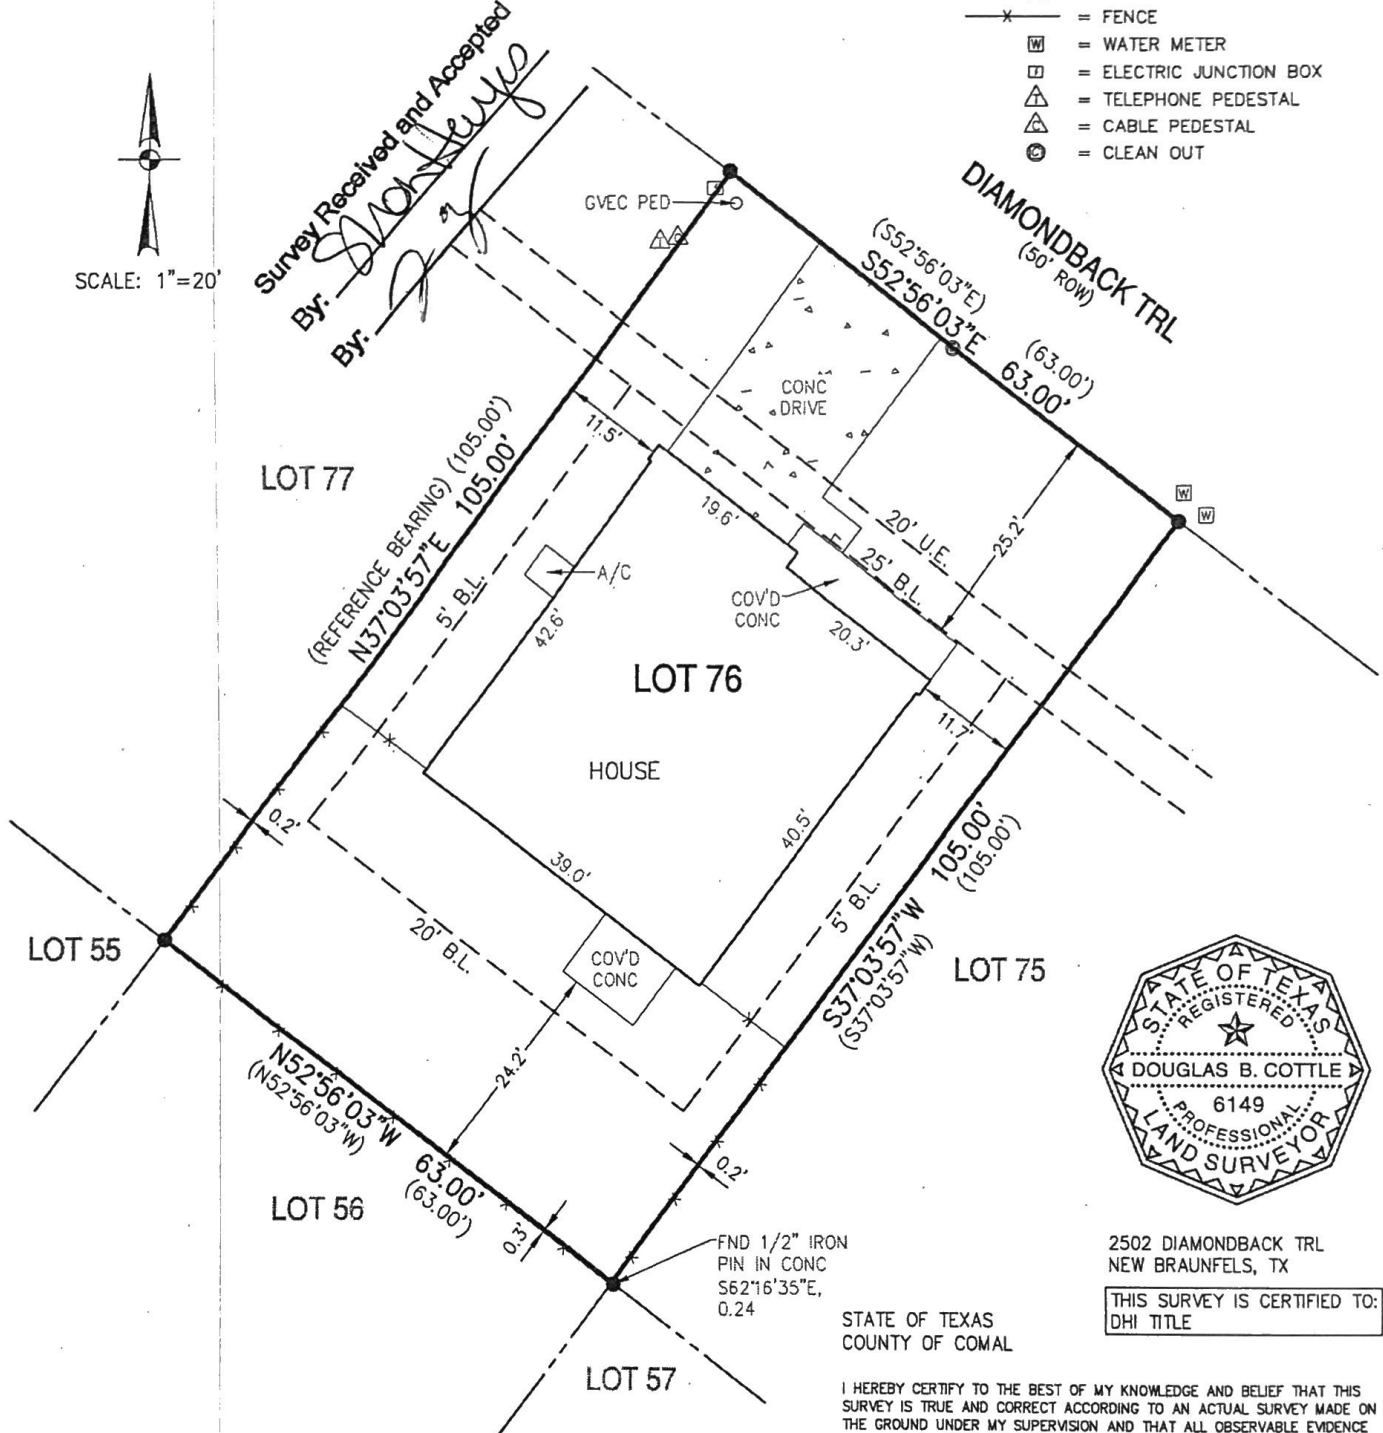 = FENCE
W = WATER METER
= ELECTRIC JUNCTION BOX
T = TELEPHONE PEDESTAL
C = CABLE PEDESTAL
C = CLEAN OUT
SCALE: 1"=20'
Survey Received and Accepted
By:
By:
GVEC PED
DIAMONDBACK TRL
(50' ROW)
(S52°56'03"E)
S52°56'03"E
63.00'
(63.00')
CONC
DRIVE
W
W
LOT 77
(REFERENCE BEARING) (105.00')
N37°03'57"E 105.00'
11.5'
5' B.L.
19.6'
20' U.E.
25' B.L.
25.2'
A/C
COV'D
CONC
42.6'
20.3'
LOT 76
11.7'
HOUSE
0.2'
39.0'
40.5'
105.00'
(105.00')
5' B.L.
S37°03'57"W
(S37°03'57"W)
LOT 55
20' B.L.
COV'D
CONC
LOT 75
24.2'
N52°56'03"W
(N52°56'03"W)
63.00'
(63.00')
0.2'
0.3'
LOT 56
FND 1/2" IRON
PIN IN CONC
S62°16'35"E,
0.24
LOT 57
STATE OF TEXAS
REGISTERED
DOUGLAS B. COTTLE
6149
PROFESSIONAL
LAND SURVEYOR
2502 DIAMONDBACK TRL
NEW BRAUNFELS, TX
THIS SURVEY IS CERTIFIED TO:
DHI TITLE
STATE OF TEXAS
COUNTY OF COMAL
I HEREBY CERTIFY TO THE BEST OF MY KNOWLEDGE AND BELIEF THAT THIS
SURVEY IS TRUE AND CORRECT ACCORDING TO AN ACTUAL SURVEY MADE ON
THE GROUND UNDER MY SUPERVISION AND THAT ALL OBSERVABLE EVIDENCE